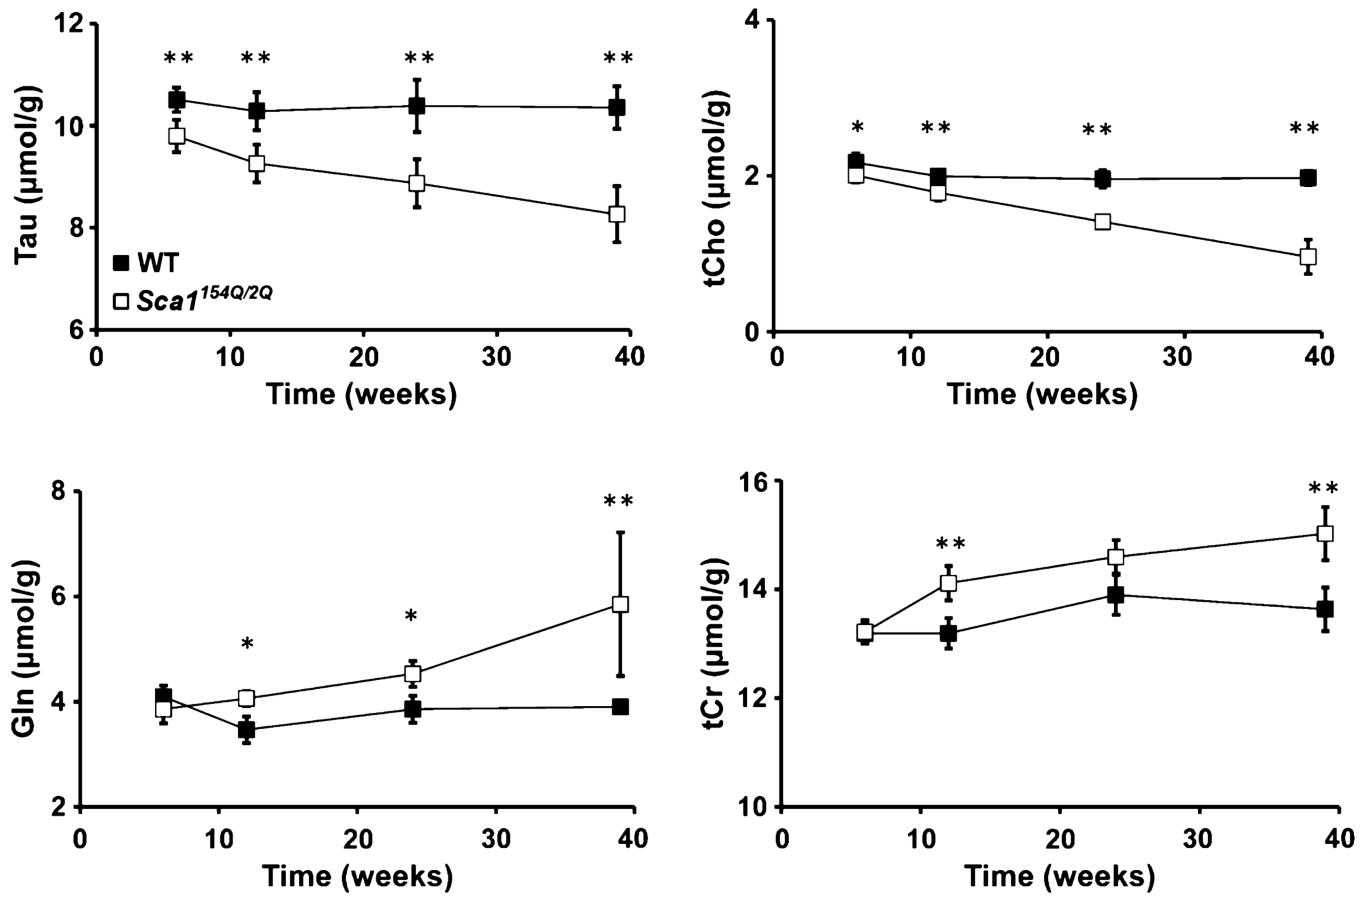 12
10
8
6
Tau (µmol/g)
** ** ** **
WT
Sca1154Q/2Q
0 10 20 30 40
Time (weeks)
4
2
0
tCho (µmol/g)
* ** ** **
0 10 20 30 40
Time (weeks)
8
6
4
2
Gln (µmol/g)
* * **
0 10 20 30 40
Time (weeks)
16
14
12
10
tCr (µmol/g)
** **
0 10 20 30 40
Time (weeks)